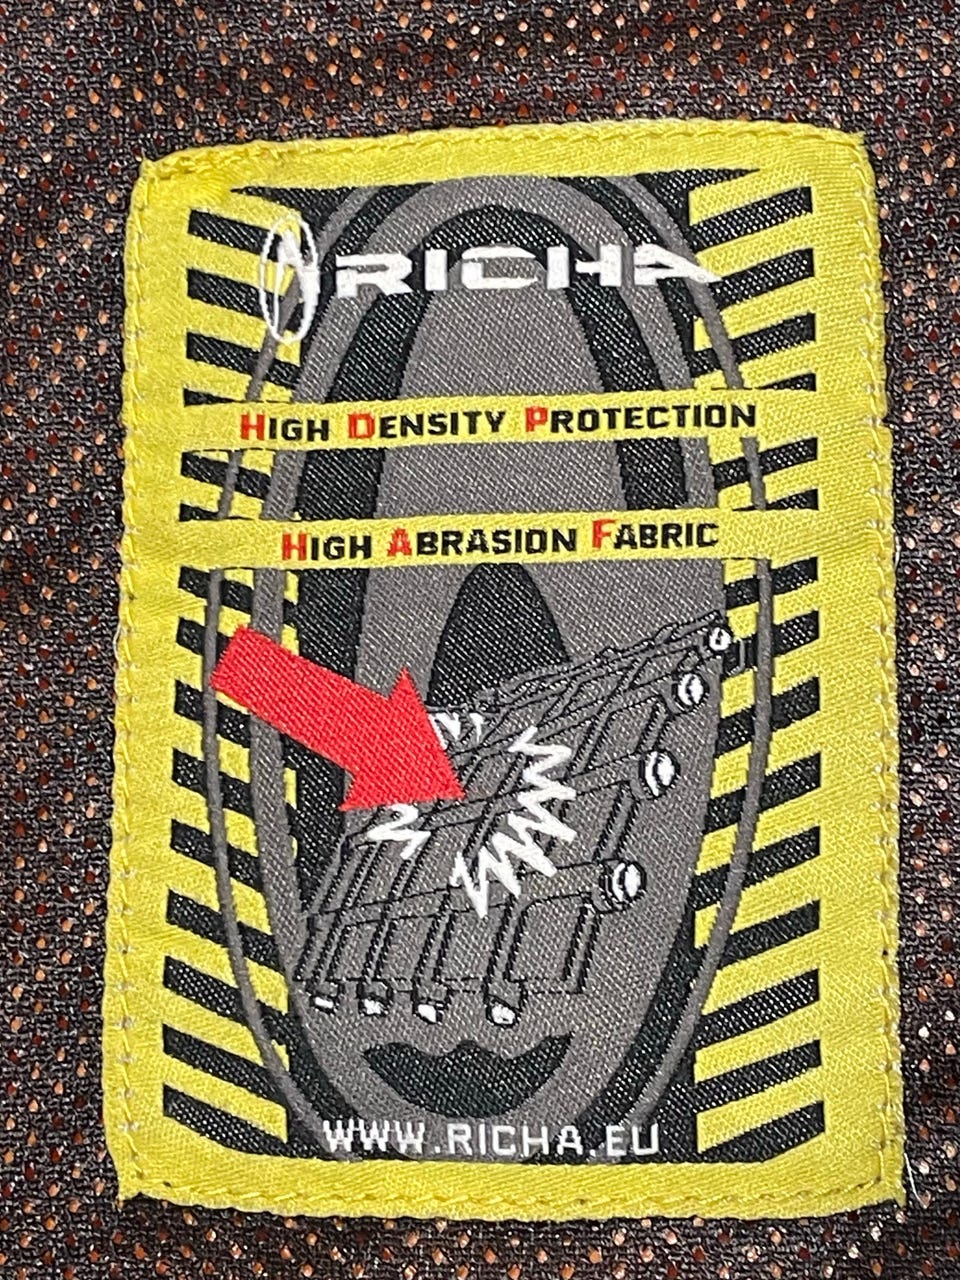 RICHA
HIGH DENSITY PROTECTION
HIGH ABRASION FABRIC
WWW.RICHA.EU